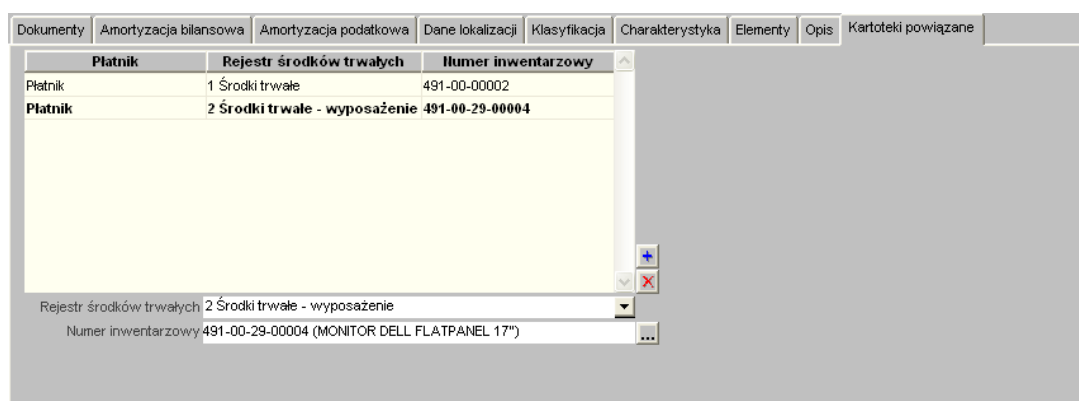 Dokumenty Amortyzacja bilansowa Amortyzacja podatkowa Dane lokalizacji Klasyfikacja Charakterystyka Elementy Opis Kartoteki powiązane
Płatnik Rejestr środków trwałych Numer inwentarzowy
Płatnik 1 Środki trwałe 491-00-00002
Płatnik 2 Środki trwałe - wyposażenie 491-00-29-00004
Rejestr środków trwałych 2 Środki trwałe - wyposażenie
Numer inwentarzowy 491-00-29-00004 (MONITOR DELL FLATPANEL 17")